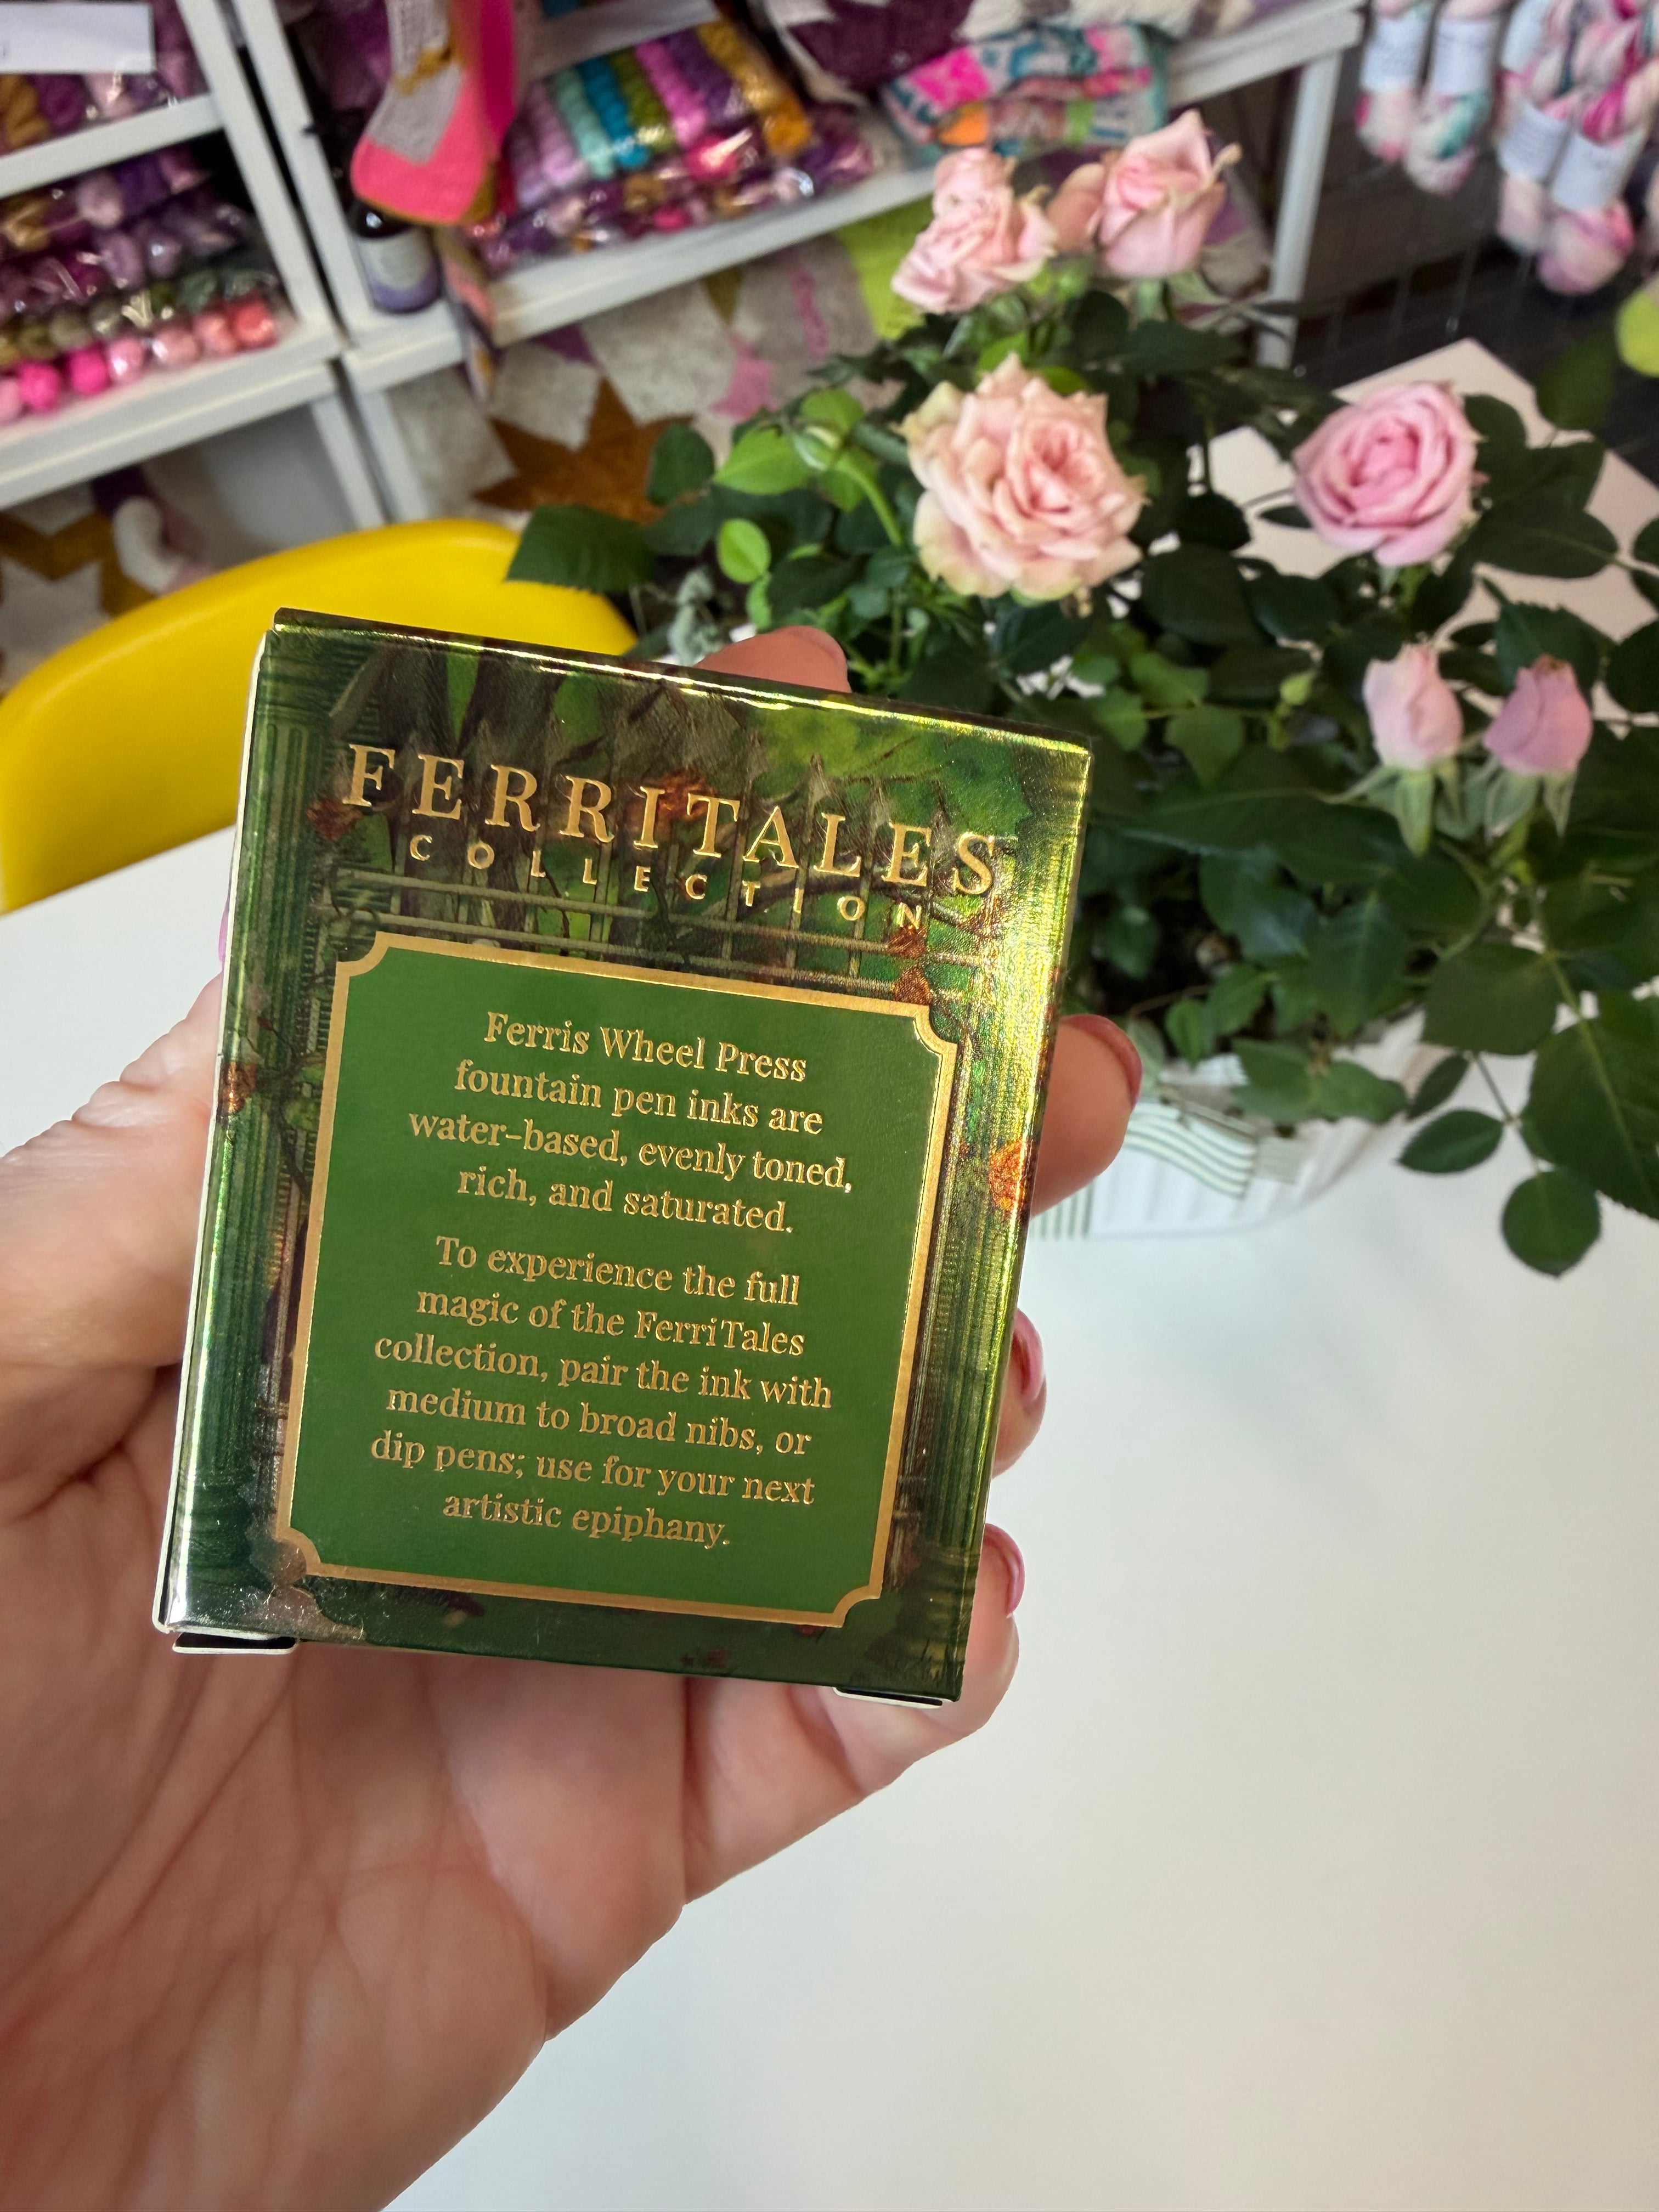 FERRITALES
COLLECTION
Ferris Wheel Press
fountain pen inks are
water-based, evenly toned,
rich, and saturated.
To experience the full
magic of the FerriTales
collection, pair the ink with
medium to broad nibs, or
dip pens; use for your next
artistic epiphany.